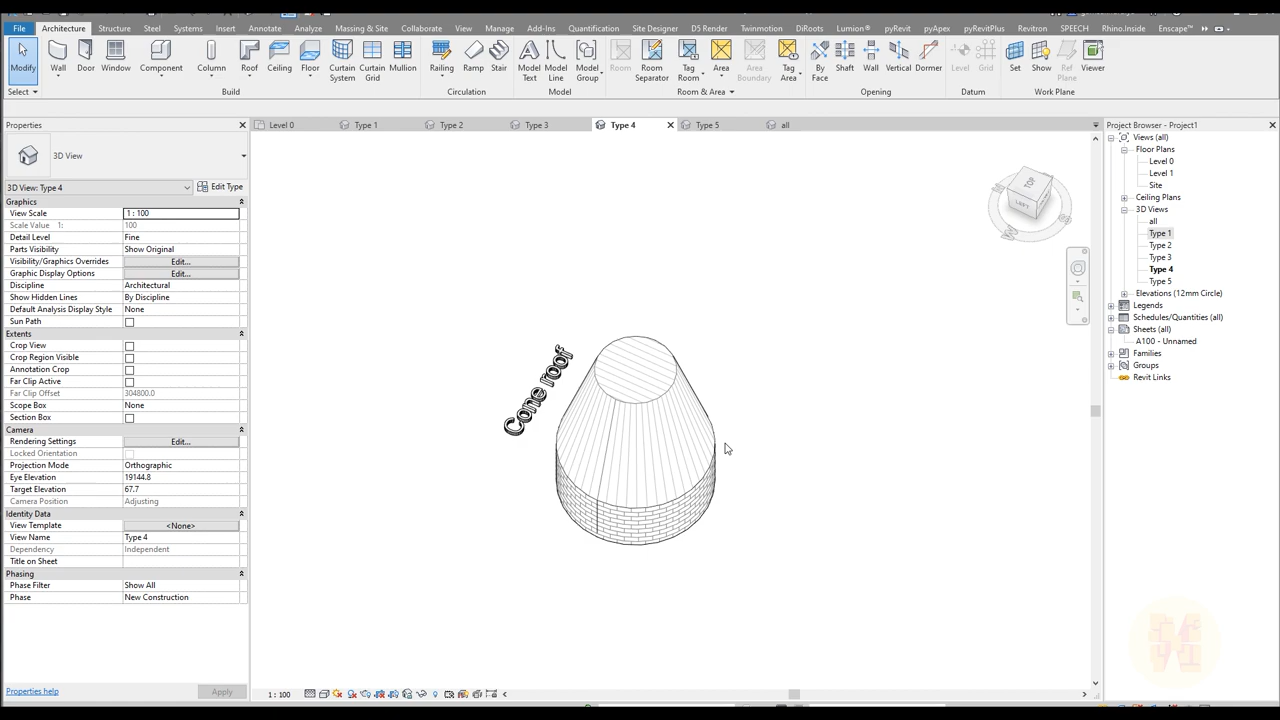 File Architecture Structure Steel Systems Insert Annotate Analyze Massing & Site Collaborate View Manage Add-Ins Quantification Site Designer D5 Render Twinmotion DiRoots Lumion® pyRevit pyApex pyRevitPlus Revitron SPEECH Rhino.Inside Enscape™
Modify Wall Door Window Component Column Roof Ceiling Floor Curtain System Curtain Grid Mullion Railing Ramp Stair Model Text Model Line Model Group Room Room Separator Tag Room Area Area Boundary Tag Area By Face Shaft Wall Vertical Dormer Level Grid Set Show Ref Plane Viewer
Select Build Circulation Model Room & Area Opening Datum Work Plane
Properties
Level 0 Type 1 Type 2 Type 3 Type 4 Type 5 all
Project Browser - Project1
3D View
3D View: Type 4 Edit Type
Graphics
View Scale 1 : 100
Scale Value 1: 100
Detail Level Fine
Parts Visibility Show Original
Visibility/Graphics Overrides Edit...
Graphic Display Options Edit...
Discipline Architectural
Show Hidden Lines By Discipline
Default Analysis Display Style None
Sun Path
Extents
Crop View
Crop Region Visible
Annotation Crop
Far Clip Active
Far Clip Offset 304800.0
Scope Box None
Section Box
Camera
Rendering Settings Edit...
Locked Orientation
Projection Mode Orthographic
Eye Elevation 19144.8
Target Elevation 67.7
Camera Position Adjusting
Identity Data
View Template <None>
View Name Type 4
Dependency Independent
Title on Sheet
Phasing
Phase Filter Show All
Phase New Construction
Properties help Apply
Cone roof
TOP
LEFT
1 : 100
Views (all)
Floor Plans
Level 0
Level 1
Site
Ceiling Plans
3D Views
all
Type 1
Type 2
Type 3
Type 4
Type 5
Elevations (12mm Circle)
Legends
Schedules/Quantities (all)
Sheets (all)
A100 - Unnamed
Families
Groups
Revit Links